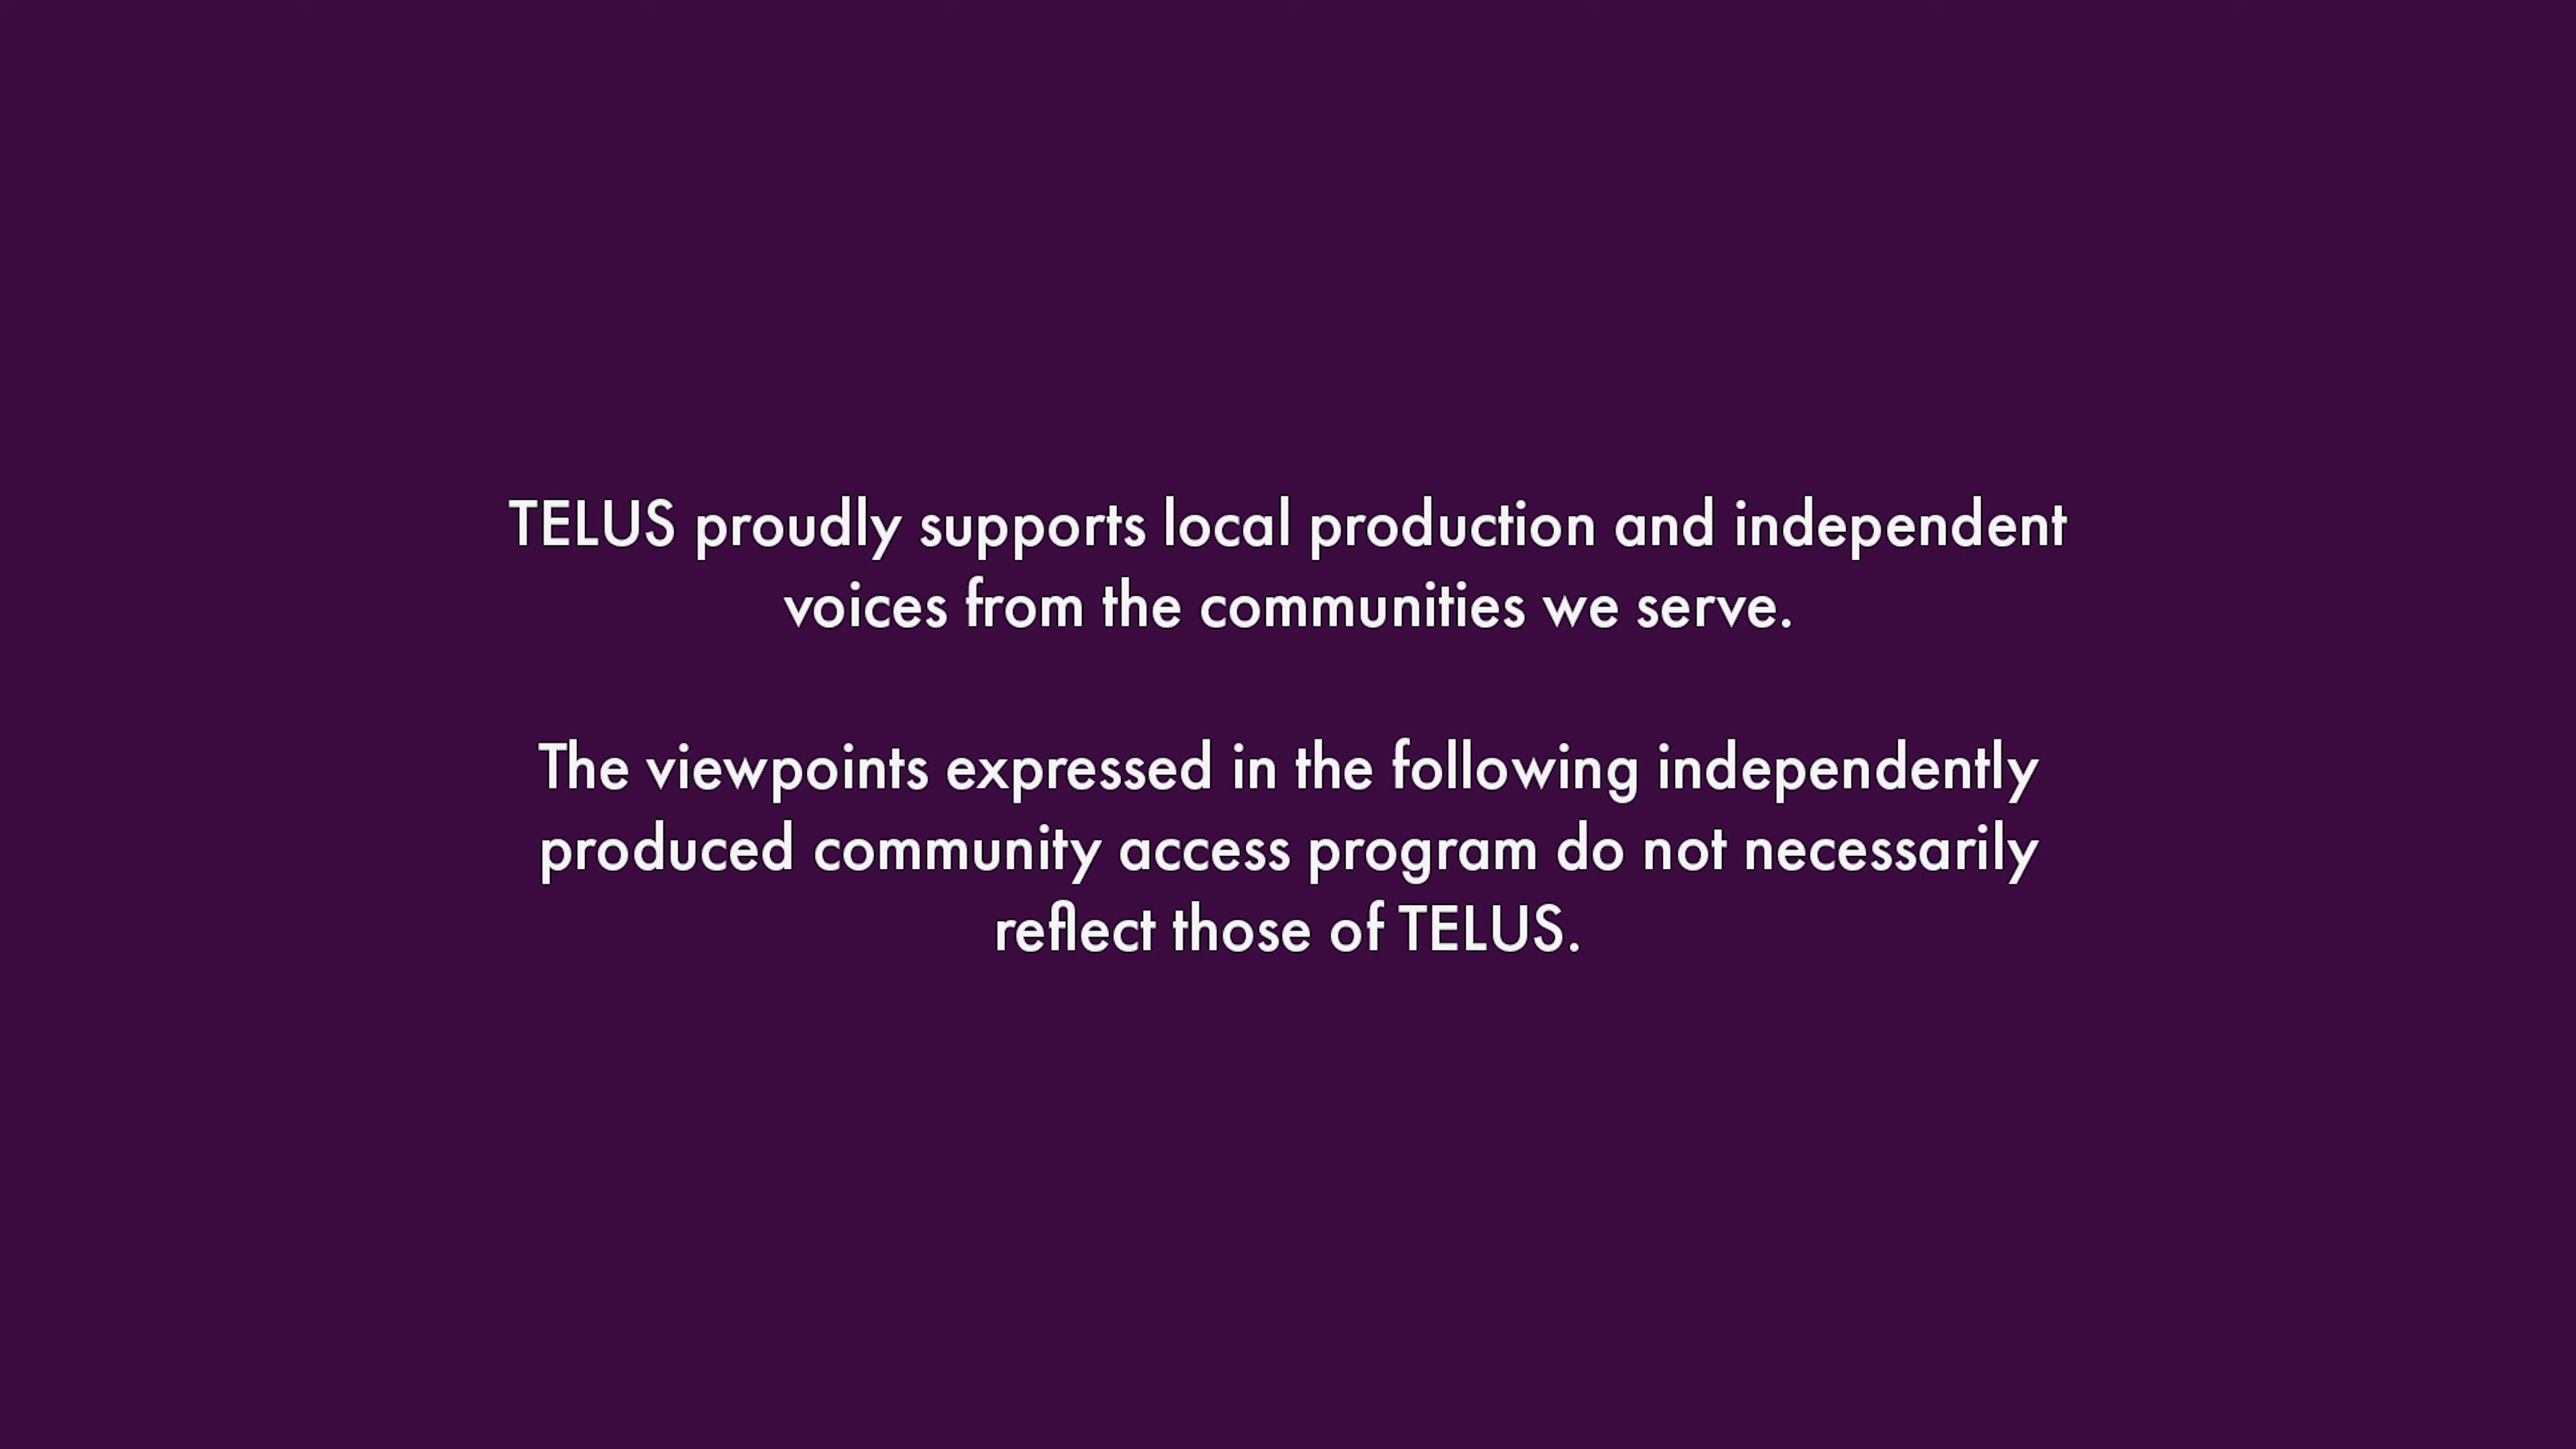 TELUS proudly supports local production and independent
voices from the communities we serve.
The viewpoints expressed in the following independently
produced community access program do not necessarily
reflect those of TELUS.